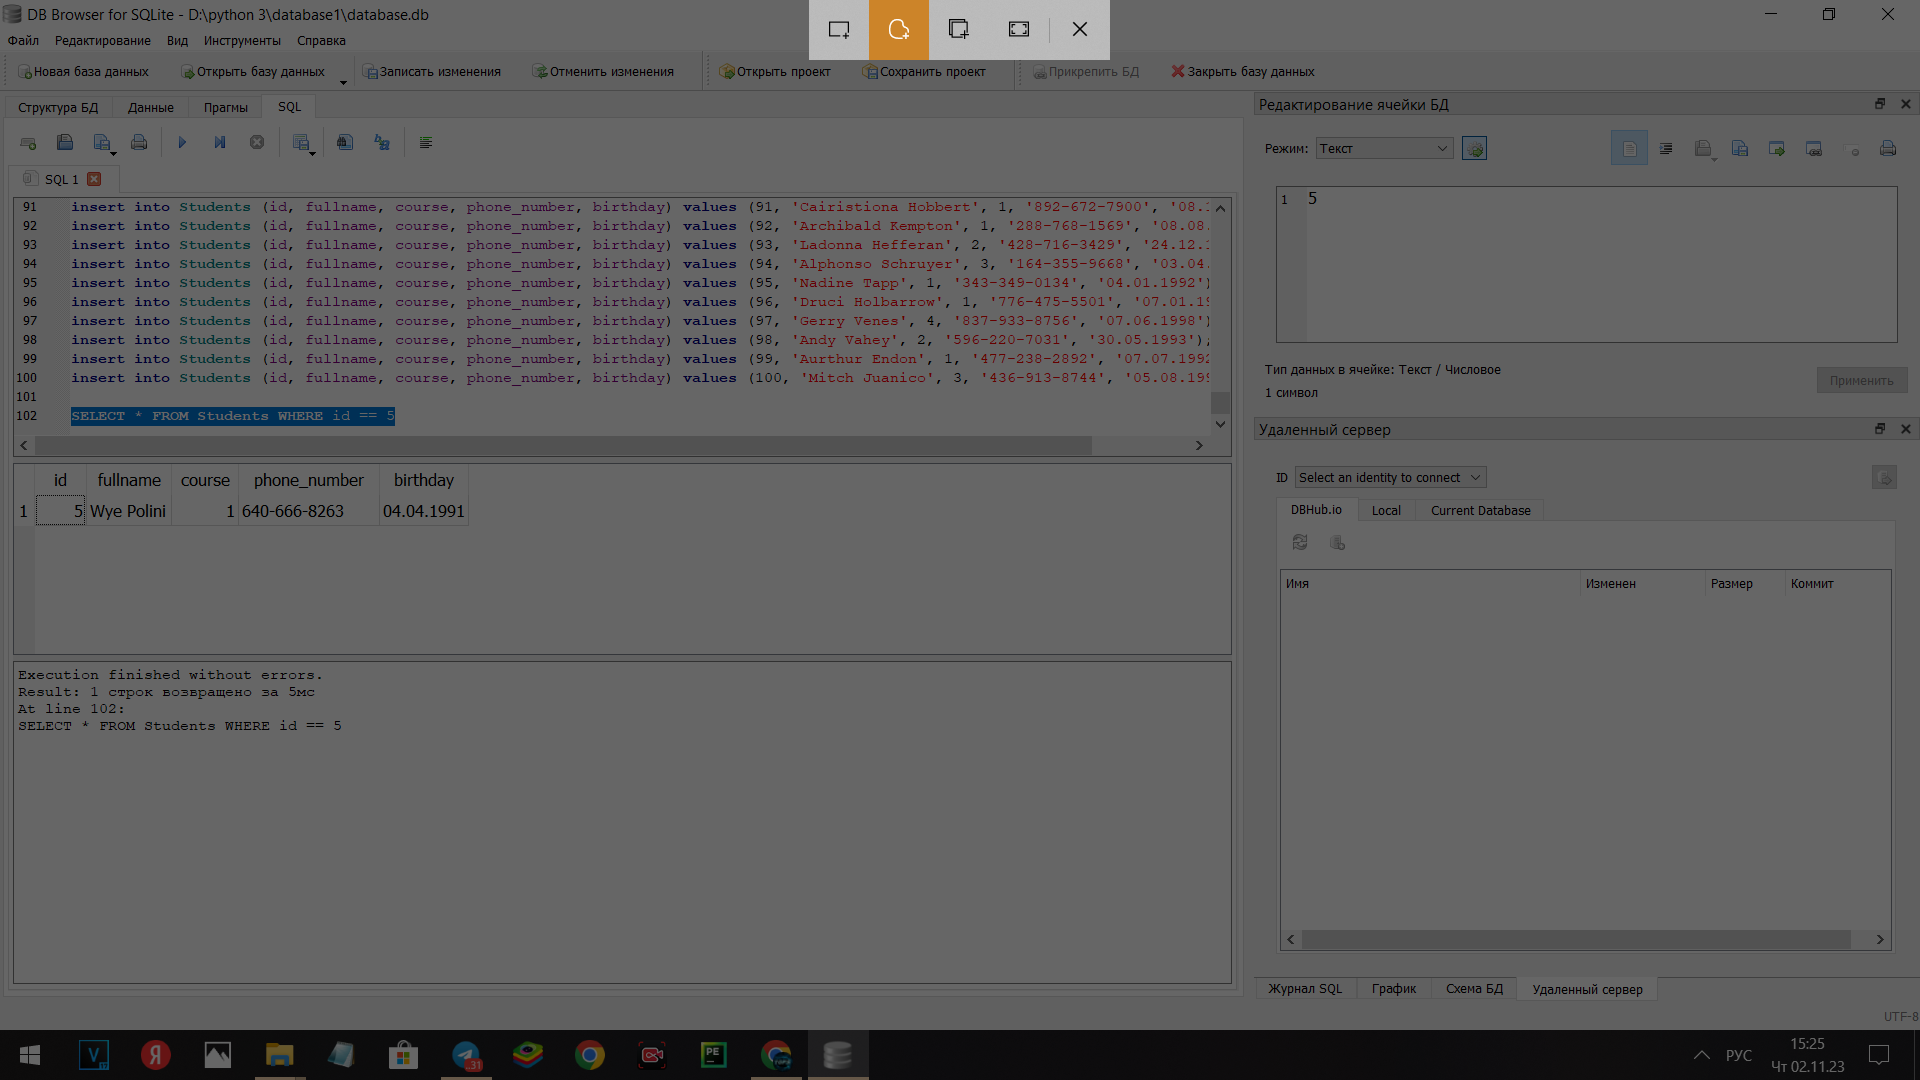 DB Browser for SQLite - D:\python 3\database1\database.db
Файл Редактирование Вид Инструменты Справка
Новая база данных Открыть базу данных Записать изменения Отменить изменения Открыть проект Сохранить проект Прикрепить БД Закрыть базу данных
Структура БД Данные Прагмы SQL
SQL 1
91 insert into Students (id, fullname, course, phone_number, birthday) values (91, 'Cairistiona Hobbert', 1, '892-672-7900', '08.
92 insert into Students (id, fullname, course, phone_number, birthday) values (92, 'Archibald Kempton', 1, '288-768-1569', '08.08.
93 insert into Students (id, fullname, course, phone_number, birthday) values (93, 'Ladonna Hefferan', 2, '428-716-3429', '24.12.
94 insert into Students (id, fullname, course, phone_number, birthday) values (94, 'Alphonso Schruyer', 3, '164-355-9668', '03.04.
95 insert into Students (id, fullname, course, phone_number, birthday) values (95, 'Nadine Tapp', 1, '343-349-0134', '04.01.1992')
96 insert into Students (id, fullname, course, phone_number, birthday) values (96, 'Druci Holbarrow', 1, '776-475-5501', '07.01.19
97 insert into Students (id, fullname, course, phone_number, birthday) values (97, 'Gerry Venes', 4, '837-933-8756', '07.06.1998')
98 insert into Students (id, fullname, course, phone_number, birthday) values (98, 'Andy Vahey', 2, '596-220-7031', '30.05.1993');
99 insert into Students (id, fullname, course, phone_number, birthday) values (99, 'Aurthur Endon', 1, '477-238-2892', '07.07.1992
100 insert into Students (id, fullname, course, phone_number, birthday) values (100, 'Mitch Juanico', 3, '436-913-8744', '05.08.199
101
102 SELECT * FROM Students WHERE id == 5
id fullname course phone_number birthday
1 5 Wye Polini 1 640-666-8263 04.04.1991
Execution finished without errors.
Result: 1 строк возвращено за 5мс
At line 102:
SELECT * FROM Students WHERE id == 5
Редактирование ячейки БД
Режим: Текст
1 5
Тип данных в ячейке: Текст / Числовое
1 символ
Применить
Удаленный сервер
ID Select an identity to connect
DBHub.io Local Current Database
Имя Изменен Размер Коммит
Журнал SQL График Схема БД Удаленный сервер
UTF-8
31
PE
РУС
15:25
Чт 02.11.23